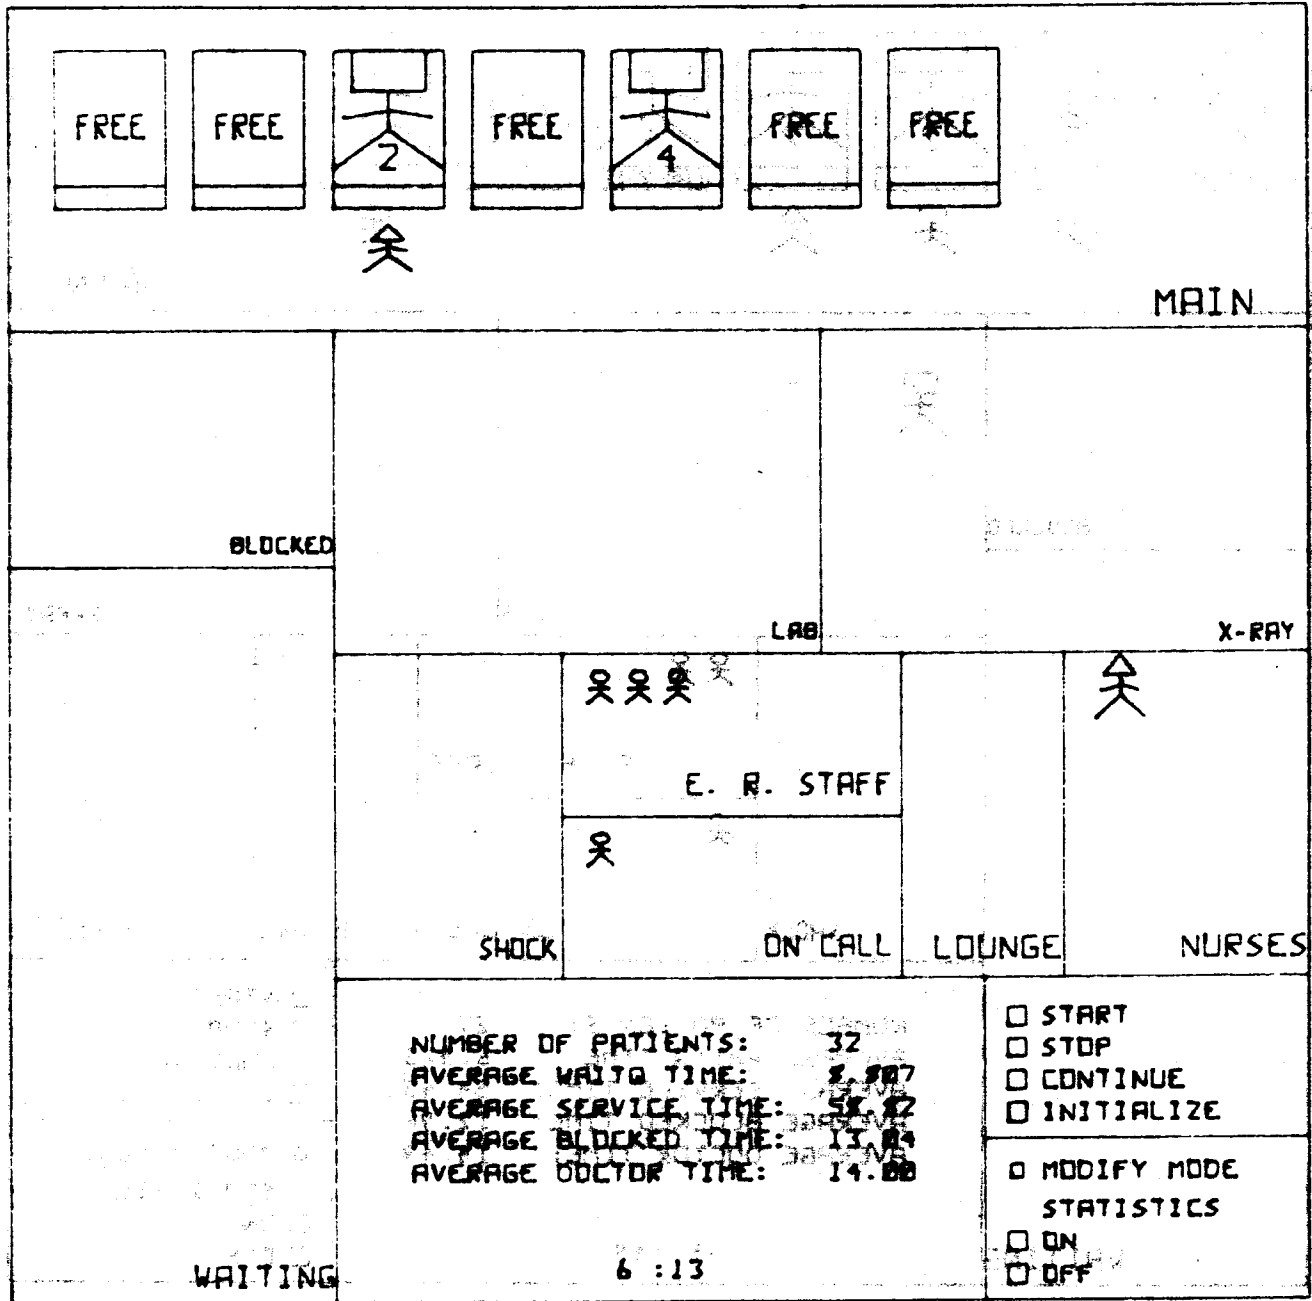 FREE FREE 2 FREE 4 FREE FREE
MAIN
BLOCKED
LAB
X-RAY
E. R. STAFF
SHOCK
ON CALL
LOUNGE
NURSES
NUMBER OF PATIENTS: 32
AVERAGE WAITQ TIME:
AVERAGE SERVICE TIME:
AVERAGE BLOCKED TIME:
AVERAGE DOCTOR TIME: 14.00
6 :13
WAITING
START
STOP
CONTINUE
INITIALIZE
MODIFY MODE
STATISTICS
ON
OFF